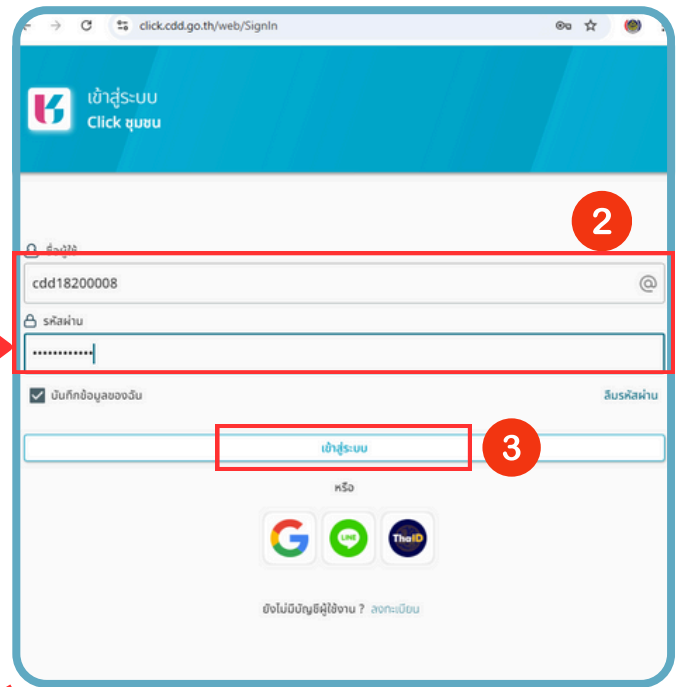 click.cdd.go.th/web/SignIn
เข้าสู่ระบบ
Click ชุมชน
2
ชื่อผู้ใช้
cdd18200008
@
รหัสผ่าน
••••••••••••
บันทึกข้อมูลของฉัน
ลืมรหัสผ่าน
เข้าสู่ระบบ
3
หรือ
LINE
ThaID
ยังไม่มีบัญชีผู้ใช้งาน ? ลงทะเบียน